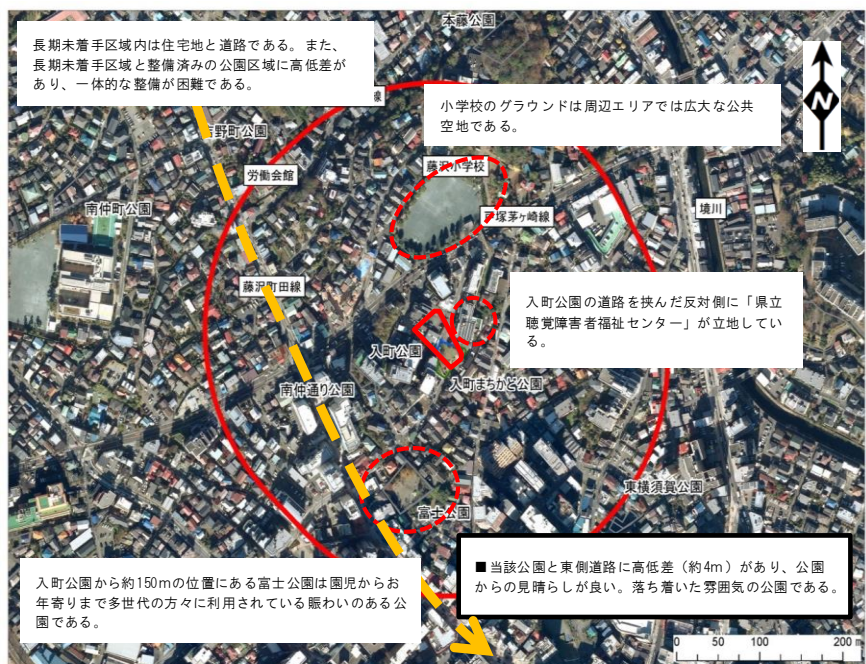 本藤公園
長期未着手区域内は住宅地と道路である。また、
長期未着手区域と整備済みの公園区域に高低差が
あり、一体的な整備が困難である。
線
小学校のグラウンドは周辺エリアでは広大な公共
空地である。
N
吉野町公園
労働会館
藤沢小学校
南仲町公園
戸塚茅ヶ崎線
境川
藤沢町田線
入町公園の道路を挟んだ反対側に「県立
聴覚障害者福祉センター」が立地してい
る。
入町公園
南仲通り公園
入町まちかど公園
東横須賀公園
富士公園
入町公園から約150mの位置にある富士公園は園児からお
年寄りまで多世代の方々に利用されている賑わいのある公
園である。
■当該公園と東側道路に高低差(約4m)があり、公園
からの見晴らしが良い。落ち着いた雰囲気の公園である。
0 50 100 200 m